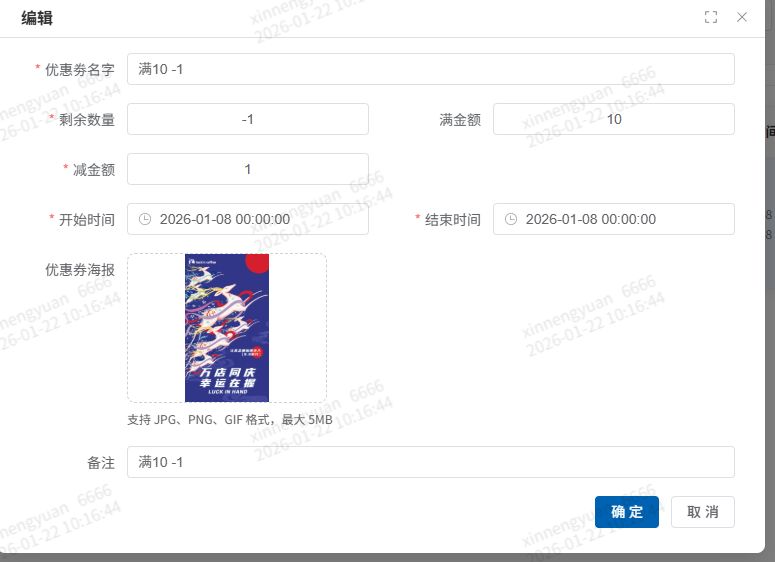 编辑
* 优惠劵名字 满10 -1
* 剩余数量 -1 满金额 10
* 减金额 1
* 开始时间 2026-01-08 00:00:00 * 结束时间 2026-01-08 00:00:00
优惠券海报
万店同庆
幸运在握
LUCK IN HAND
支持 JPG、PNG、GIF 格式，最大 5MB
备注 满10 -1
确 定 取 消
xinnengyuan 6666
2026-01-22 10:16:44